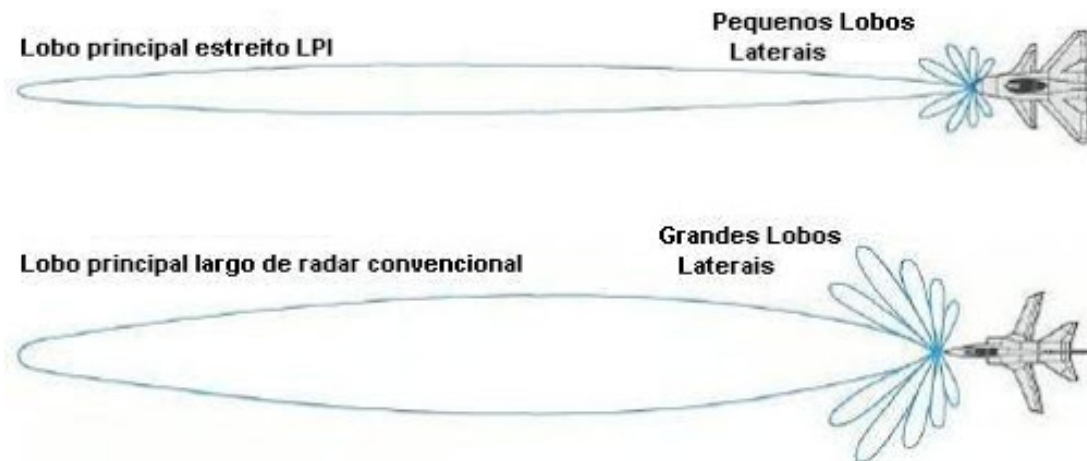 Lobo principal estreito LPI
Pequenos Lobos
Laterais
Lobo principal largo de radar convencional
Grandes Lobos
Laterais